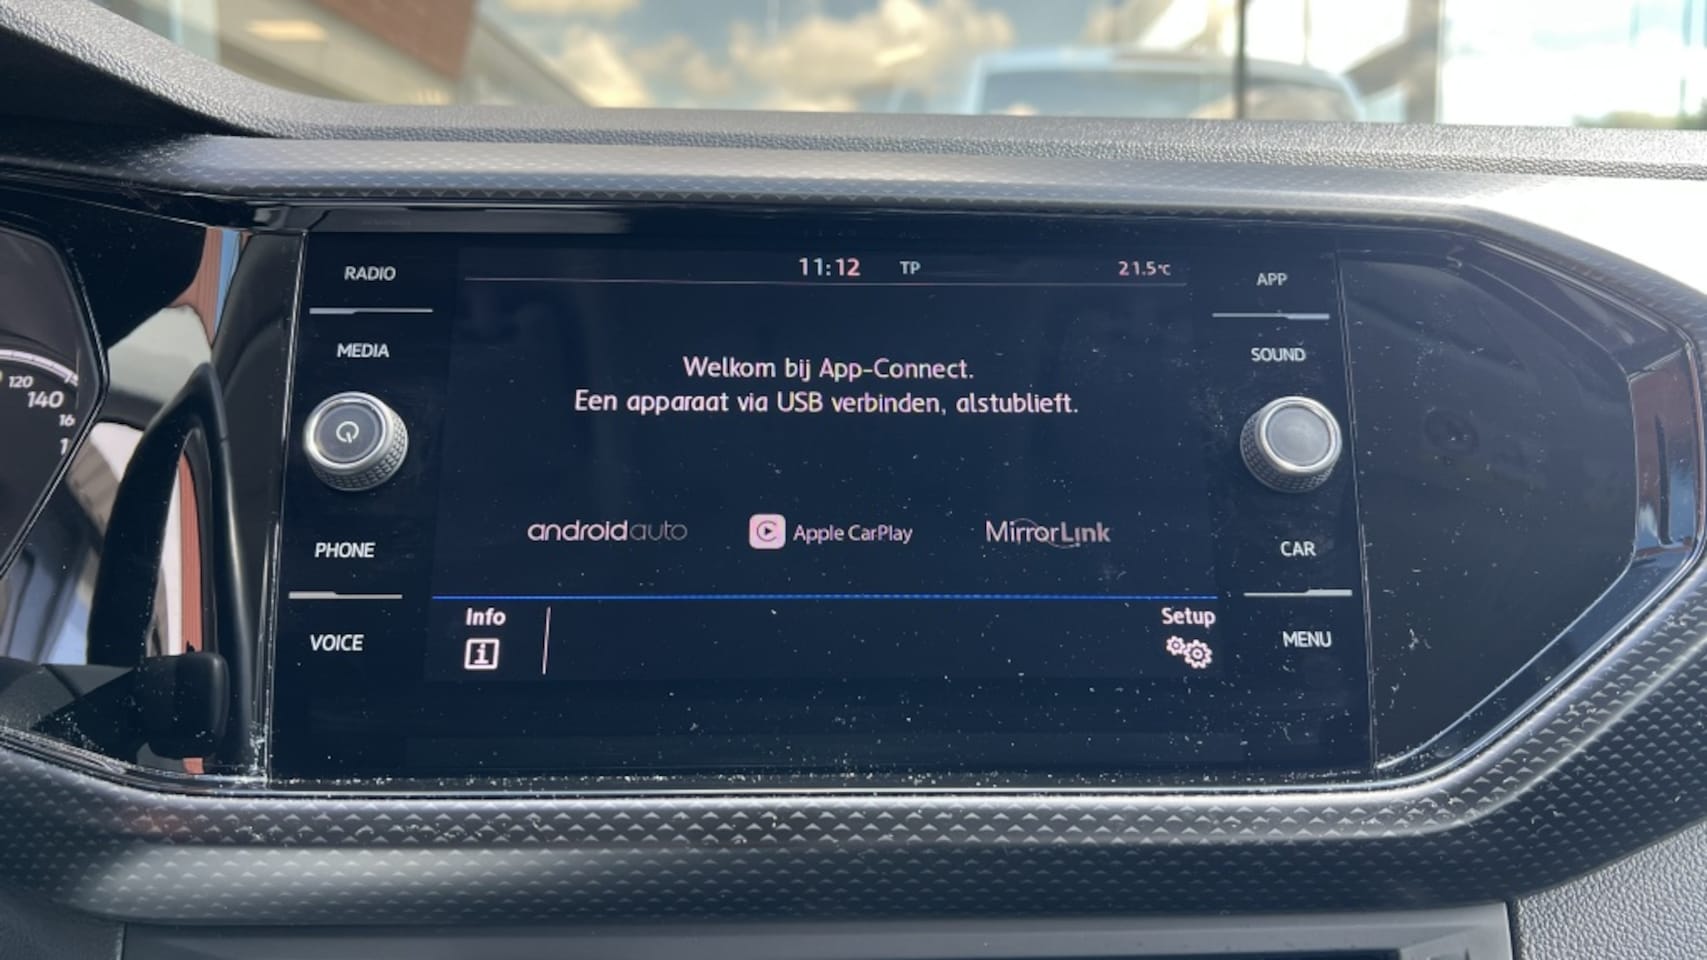 RADIO
MEDIA
PHONE
VOICE
11:12 TP 21.5°C
Welkom bij App-Connect.
Een apparaat via USB verbinden, alstublieft.
androidauto Apple CarPlay MirrorLink
Info Setup
APP
SOUND
CAR
MENU
120
140